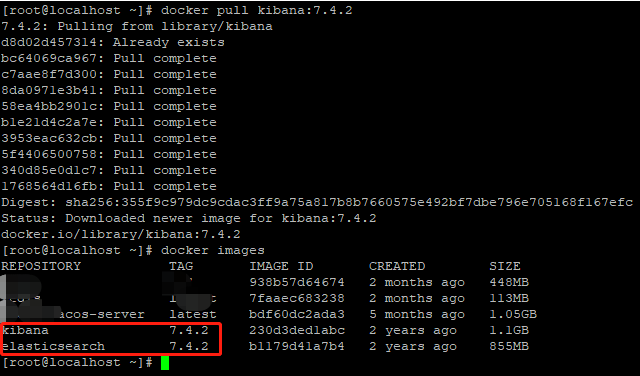 [root@localhost ~]# docker pull kibana:7.4.2
7.4.2: Pulling from library/kibana
d8d02d457314: Already exists
bc64069ca967: Pull complete
c7aae8f7d300: Pull complete
8da0971e3b41: Pull complete
58ea4bb2901c: Pull complete
b1e21d4c2a7e: Pull complete
3953eac632cb: Pull complete
5f4406500758: Pull complete
340d85e0d1c7: Pull complete
1768564d16fb: Pull complete
Digest: sha256:355f9c979dc9cdac3ff9a75a817b8b7660575e492bf7dbe796e705168f167efc
Status: Downloaded newer image for kibana:7.4.2
docker.io/library/kibana:7.4.2
[root@localhost ~]# docker images
REPOSITORY TAG IMAGE ID CREATED SIZE
938b57d64674 2 months ago 448MB
7faaec683238 2 months ago 113MB
acos-server latest bdf60dc2ada3 5 months ago 1.05GB
kibana 7.4.2 230d3ded1abc 2 years ago 1.1GB
elasticsearch 7.4.2 b1179d41a7b4 2 years ago 855MB
[root@localhost ~]#